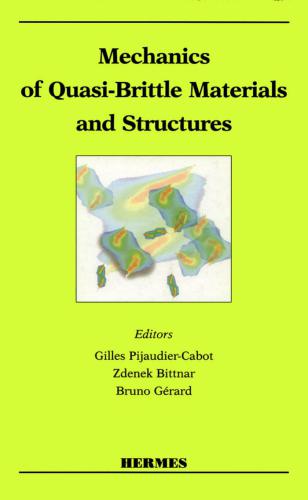 Mechanics
of Quasi-Brittle Materials
and Structures
Editors
Gilles Pijaudier-Cabot
Zdenek Bittnar
Bruno Gérard
HERMES